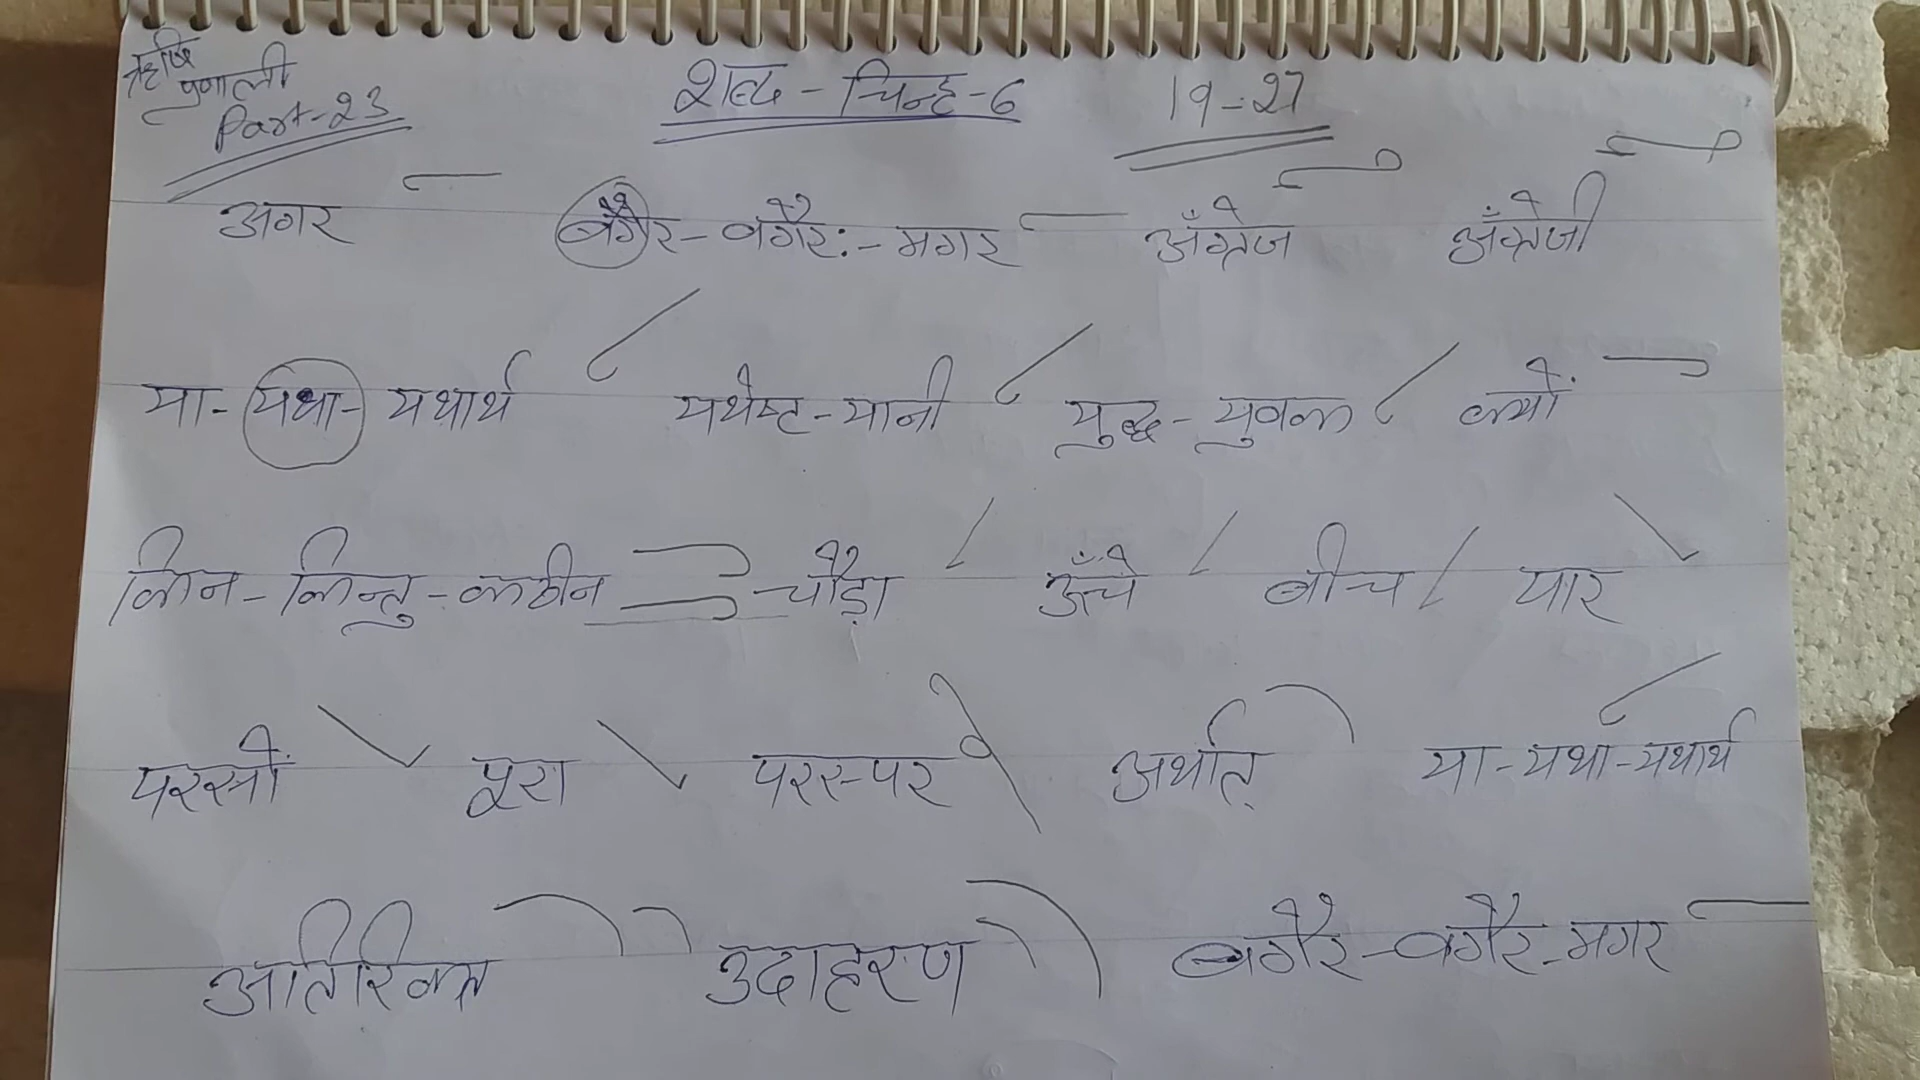 ऋषि प्रणाली
Part-23
शब्द-चिन्ह-6
19-27
अगर बगैर-वगैर:-मगर अँग्रेज अँग्रेजी
या-यथा-यथार्थ यथेष्ट-यानी युद्ध-युवक क्यों
किन-किन्तु-कठीन चौड़ा ऊँचे बीच पार
परसों पूरा परस्पर अर्थात् या-यथा-यथार्थ
अतिरिक्त उदाहरण बगैर-वगैर-मगर